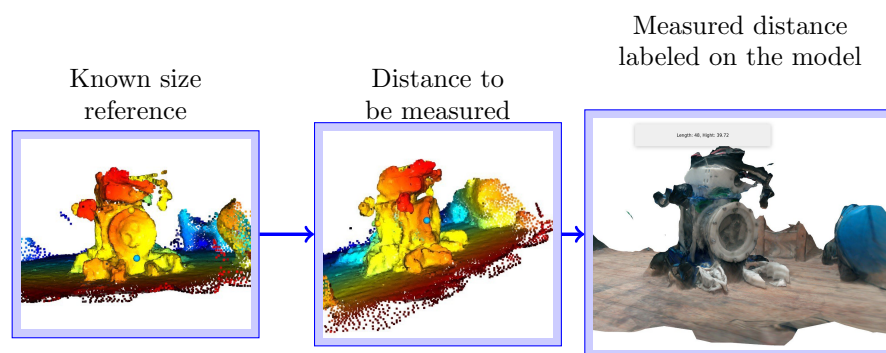 Known size
reference
Distance to
be measured
Measured distance
labeled on the model
Length: 48, Hight: 39.72